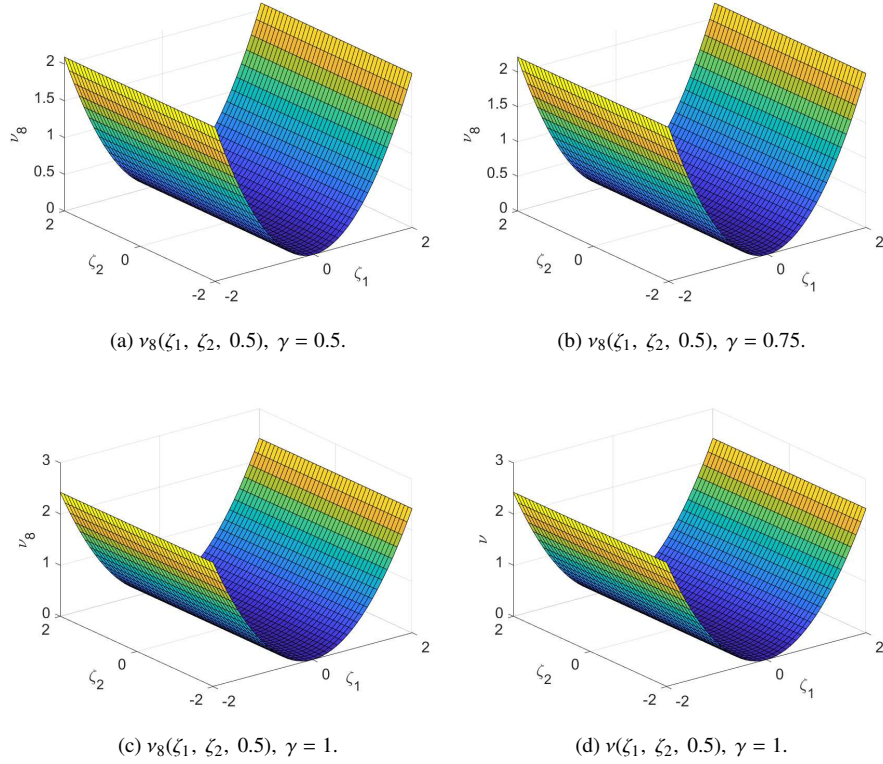 2
1.5
1
0.5
0
ν8
2
0
-2
ζ2
-2
0
2
ζ1
(a) ν8(ζ1, ζ2, 0.5), γ = 0.5.
2
1.5
1
0.5
0
ν8
2
0
-2
ζ2
-2
0
2
ζ1
(b) ν8(ζ1, ζ2, 0.5), γ = 0.75.
3
2
1
0
ν8
2
0
-2
ζ2
-2
0
2
ζ1
(c) ν8(ζ1, ζ2, 0.5), γ = 1.
3
2
1
0
ν
2
0
-2
ζ2
-2
0
2
ζ1
(d) ν(ζ1, ζ2, 0.5), γ = 1.